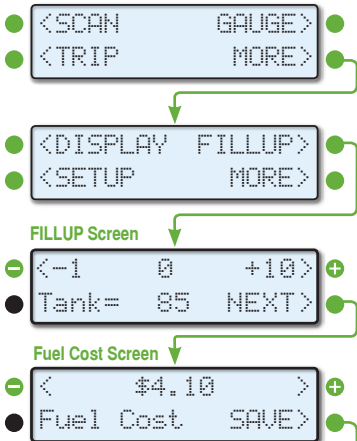 <SCAN GAUGE>
<TRIP MORE>
<DISPLAY FILLUP>
<SETUP MORE>
FILLUP Screen
<-1 0 +10>
Tank= 85 NEXT>
Fuel Cost Screen
< $4.10 >
Fuel Cost SAVE>